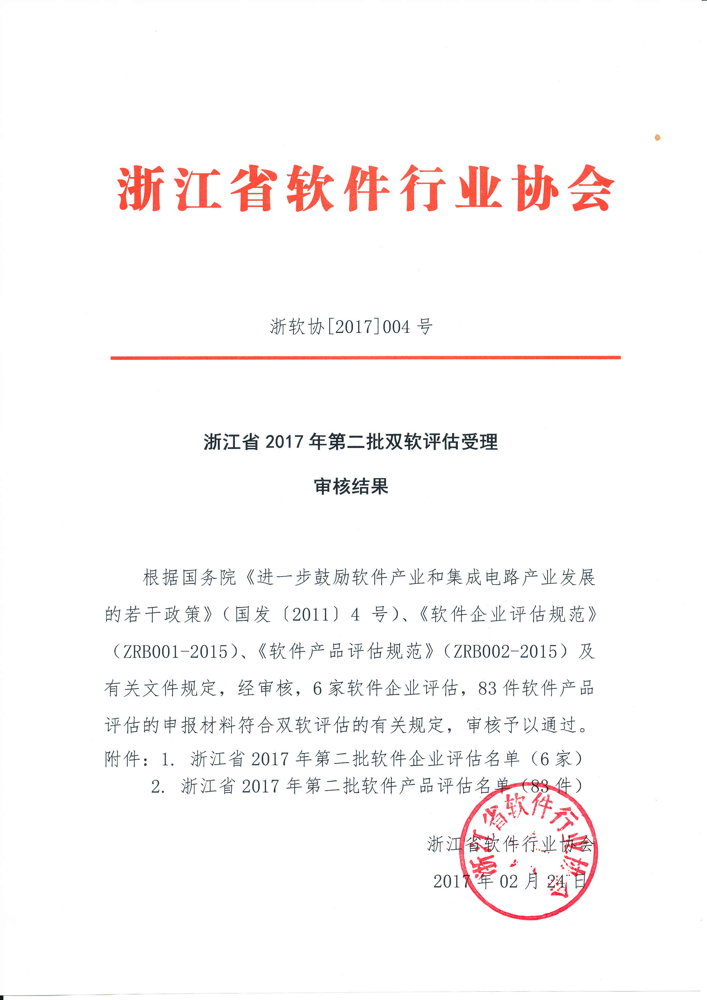 浙江省软件行业协会
浙软协[2017]004 号
浙江省 2017 年第二批双软评估受理
审核结果
根据国务院《进一步鼓励软件产业和集成电路产业发展
的若干政策》（国发〔2011〕4 号）、《软件企业评估规范》
（ZRB001-2015）、《软件产品评估规范》（ZRB002-2015）及
有关文件规定，经审核，6 家软件企业评估，83 件软件产品
评估的申报材料符合双软评估的有关规定，审核予以通过。
附件：1. 浙江省 2017 年第二批软件企业评估名单（6 家）
2. 浙江省 2017 年第二批软件产品评估名单（83 件）
浙江省软件行业协会
2017 年 02 月 24 日
浙江省软件行业协会